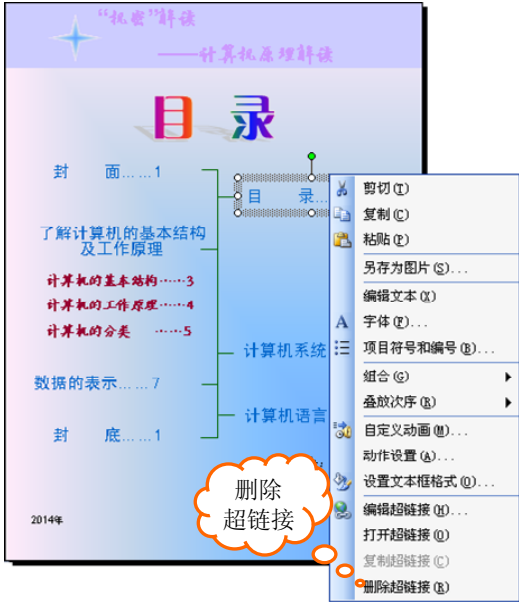 “机密”解读
——计算机原理解读
目录
封　　面……1
目　　录…
了解计算机的基本结构
及工作原理
计算机的基本结构……3
计算机的工作原理……4
计算机的分类　……5
计算机系统
数据的表示……7
计算机语言
封　　底……1
2014年
删除
超链接
剪切(T)
复制(C)
粘贴(P)
另存为图片(S)...
编辑文本(X)
字体(F)...
项目符号和编号(B)...
组合(G)
叠放次序(R)
自定义动画(M)...
动作设置(A)...
设置文本框格式(O)...
编辑超链接(H)...
打开超链接(O)
复制超链接(C)
删除超链接(R)